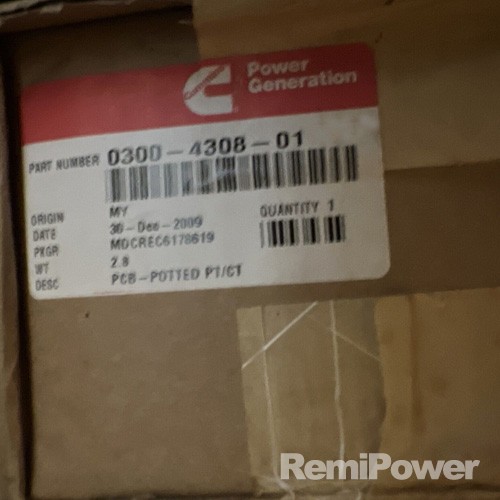 Power
Generation
PART NUMBER 0300-4308-01
ORIGIN MY QUANTITY 1
DATE 30-Dec-2009
PKGR MDCREC6178619
WT 2.8
DESC PCB-POTTED PT/CT
RemiPower